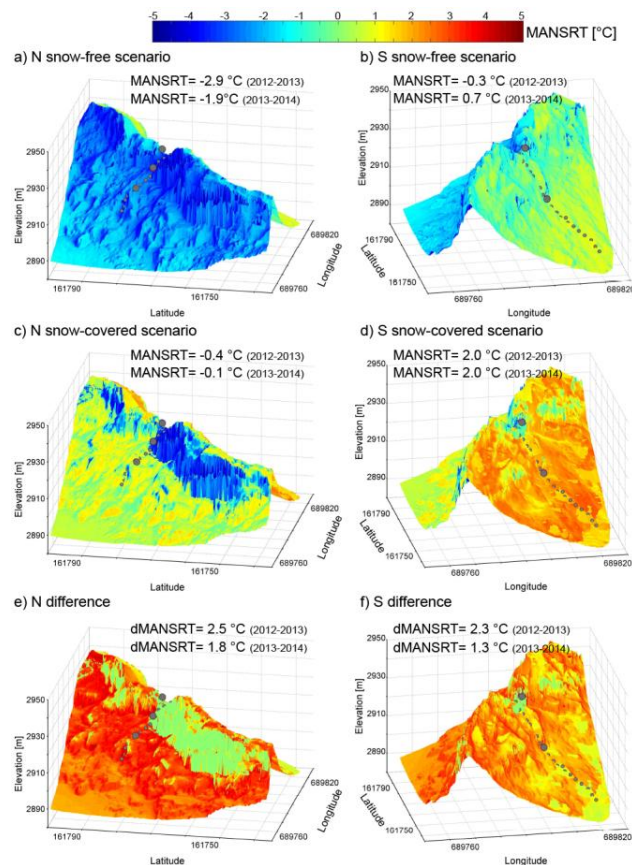 -5 -4 -3 -2 -1 0 1 2 3 4 5
MANSRT [°C]
a) N snow-free scenario
MANSRT= -2.9 °C (2012-2013)
MANSRT= -1.9°C (2013-2014)
2950
2930
2910
2890
Elevation [m]
161790
161750
Latitude
689760
689820
Longitude
b) S snow-free scenario
MANSRT= -0.3 °C (2012-2013)
MANSRT= 0.7 °C (2013-2014)
2950
2920
2890
Elevation [m]
161790
161750
Latitude
689760
689820
Longitude
c) N snow-covered scenario
MANSRT= -0.4 °C (2012-2013)
MANSRT= -0.1 °C (2013-2014)
2950
2930
2910
2890
Elevation [m]
161790
161750
Latitude
689760
689820
Longitude
d) S snow-covered scenario
MANSRT= 2.0 °C (2012-2013)
MANSRT= 2.0 °C (2013-2014)
2950
2920
2890
Elevation [m]
161790
161750
Latitude
689760
689820
Longitude
e) N difference
dMANSRT= 2.5 °C (2012-2013)
dMANSRT= 1.8 °C (2013-2014)
2950
2930
2910
2890
Elevation [m]
161790
161750
Latitude
689760
689820
Longitude
f) S difference
dMANSRT= 2.3 °C (2012-2013)
dMANSRT= 1.3 °C (2013-2014)
2950
2920
2890
Elevation [m]
161790
161750
Latitude
689760
689820
Longitude